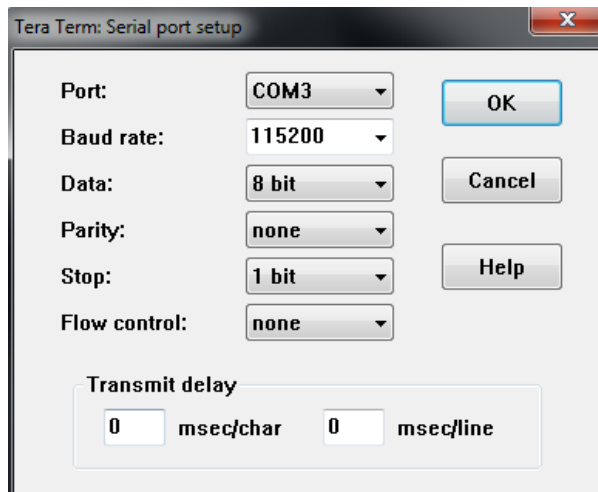 Tera Term: Serial port setup
x
Port: COM3 OK
Baud rate: 115200
Data: 8 bit Cancel
Parity: none
Stop: 1 bit Help
Flow control: none
Transmit delay
0 msec/char 0 msec/line